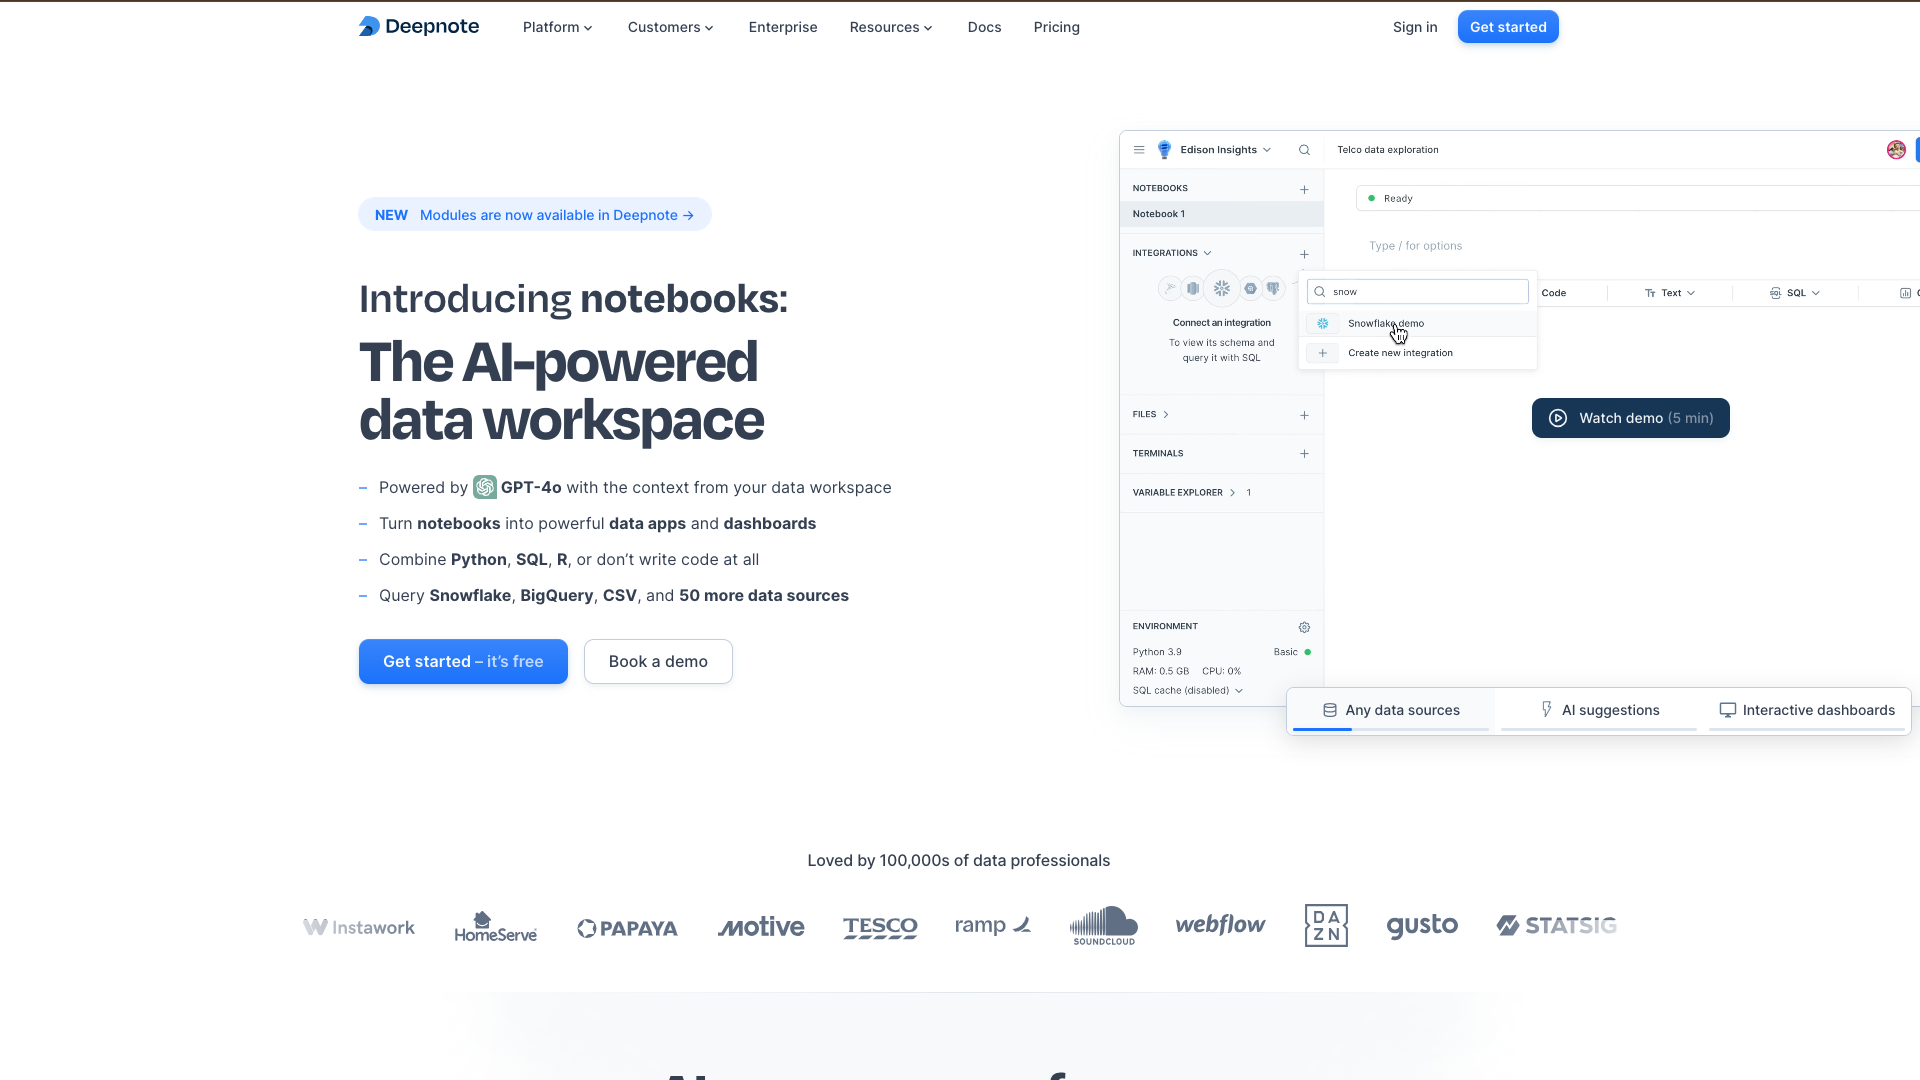 Deepnote
Platform
Customers
Enterprise
Resources
Docs
Pricing
Sign in
Get started
NEW Modules are now available in Deepnote →
Introducing notebooks:
The AI-powered
data workspace
– Powered by GPT-4o with the context from your data workspace
– Turn notebooks into powerful data apps and dashboards
– Combine Python, SQL, R, or don’t write code at all
– Query Snowflake, BigQuery, CSV, and 50 more data sources
Get started – it’s free
Book a demo
Edison Insights
Telco data exploration
NOTEBOOKS
Notebook 1
Ready
Type / for options
INTEGRATIONS
Connect an integration
To view its schema and
query it with SQL
snow
Snowflake demo
Create new integration
Code
Text
SQL
FILES
TERMINALS
VARIABLE EXPLORER 1
Watch demo (5 min)
ENVIRONMENT
Python 3.9 Basic
RAM: 0.5 GB CPU: 0%
SQL cache (disabled)
Any data sources
AI suggestions
Interactive dashboards
Loved by 100,000s of data professionals
Instawork
HomeServe
PAPAYA
motive
TESCO
ramp
SOUNDCLOUD
webflow
DA
ZN
gusto
STATSIG